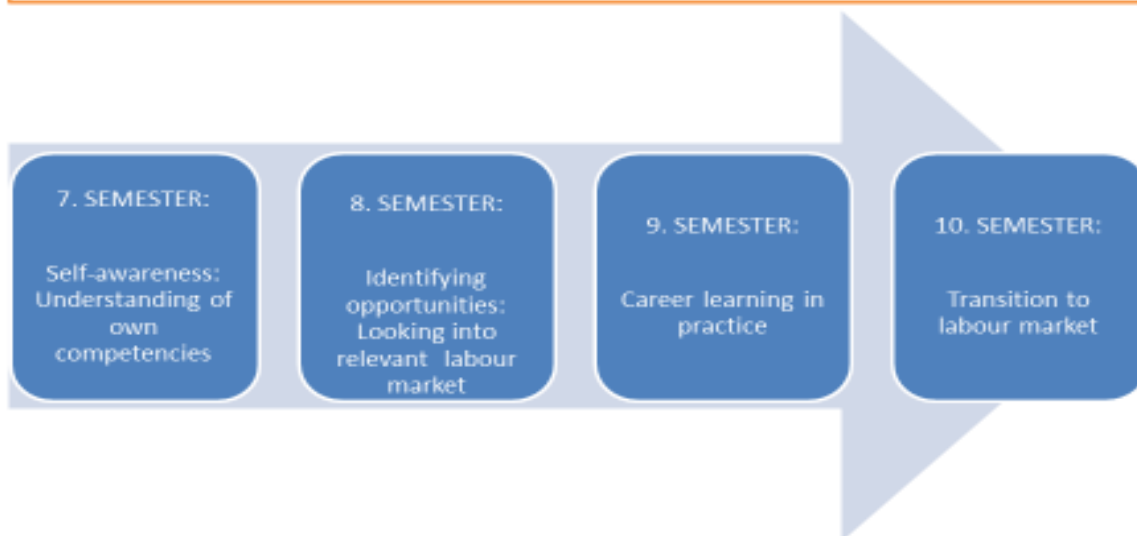 7. SEMESTER:
Self-awareness:
Understanding of
own
competencies
8. SEMESTER:
Identifying
opportunities:
Looking into
relevant labour
market
9. SEMESTER:
Career learning in
practice
10. SEMESTER:
Transition to
labour market